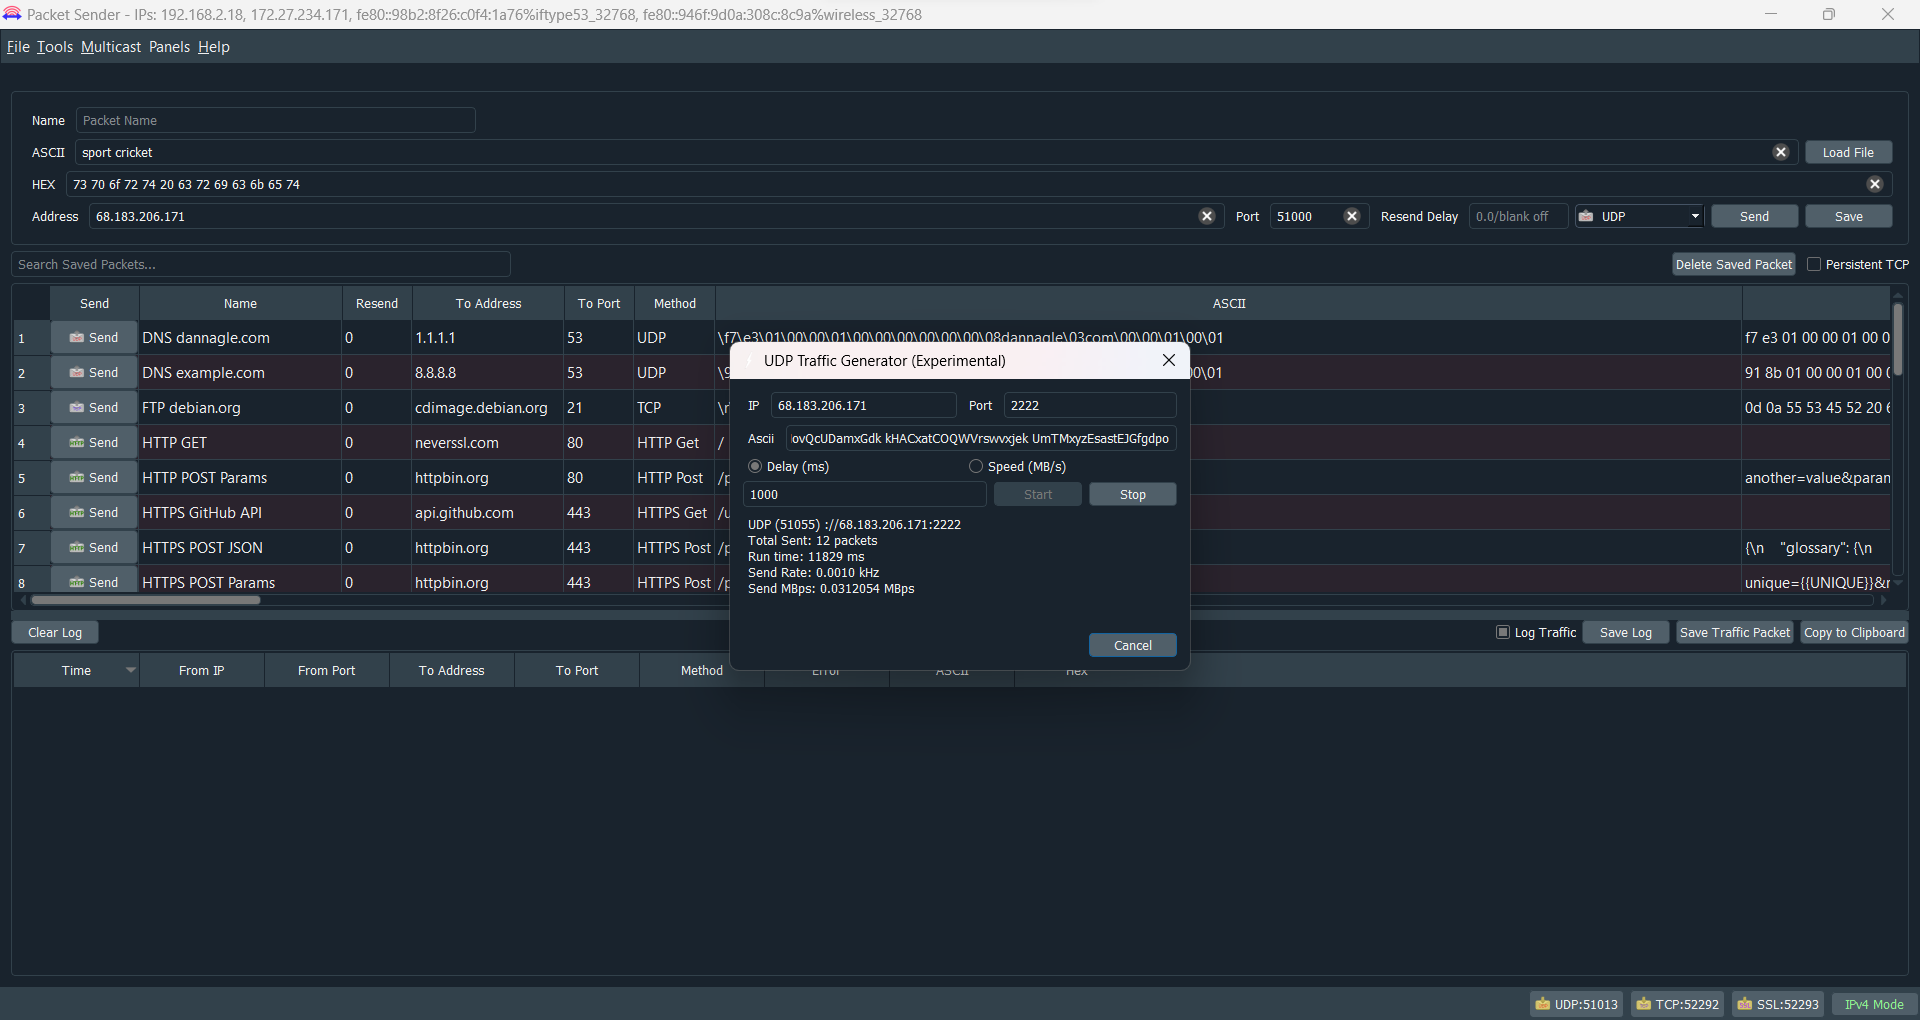 Packet Sender - IPs: 192.168.2.18, 172.27.234.171, fe80::98b2:8f26:c0f4:1a76%iftype53_32768, fe80::946f:9d0a:308c:8c9a%wireless_32768
File Tools Multicast Panels Help
Name Packet Name
ASCII sport cricket Load File
HEX 73 70 6f 72 74 20 63 72 69 63 6b 65 74
Address 68.183.206.171 Port 51000 Resend Delay 0.0/blank off UDP Send Save
Search Saved Packets... Delete Saved Packet Persistent TCP
Send Name Resend To Address To Port Method ASCII
1 Send DNS dannagle.com 0 1.1.1.1 53 UDP \f7\e3\01\00\00\01\00\00\00\00\00\00\08dannagle\03com\00\00\01\00\01 f7 e3 01 00 00 01 00 0
2 Send DNS example.com 0 8.8.8.8 53 UDP 0\01 91 8b 01 00 00 01 00
3 Send FTP debian.org 0 cdimage.debian.org 21 TCP 0d 0a 55 53 45 52 20
4 Send HTTP GET 0 neverssl.com 80 HTTP Get /
5 Send HTTP POST Params 0 httpbin.org 80 HTTP Post /p another=value&param
6 Send HTTPS GitHub API 0 api.github.com 443 HTTPS Get /u
7 Send HTTPS POST JSON 0 httpbin.org 443 HTTPS Post /p {\n "glossary": {\n
8 Send HTTPS POST Params 0 httpbin.org 443 HTTPS Post /p unique={{UNIQUE}}&r
UDP Traffic Generator (Experimental)
IP 68.183.206.171 Port 2222
Ascii ovQcUDamxGdk kHACxatCOQWVrswvxjek UmTMxyzEsastEJGfgdpo
Delay (ms) Speed (MB/s)
1000 Start Stop
UDP (51055) ://68.183.206.171:2222
Total Sent: 12 packets
Run time: 11829 ms
Send Rate: 0.0010 kHz
Send MBps: 0.0312054 MBps
Cancel
Clear Log Log Traffic Save Log Save Traffic Packet Copy to Clipboard
Time From IP From Port To Address To Port Method Error ASCII Hex
UDP:51013 TCP:52292 SSL:52293 IPv4 Mode